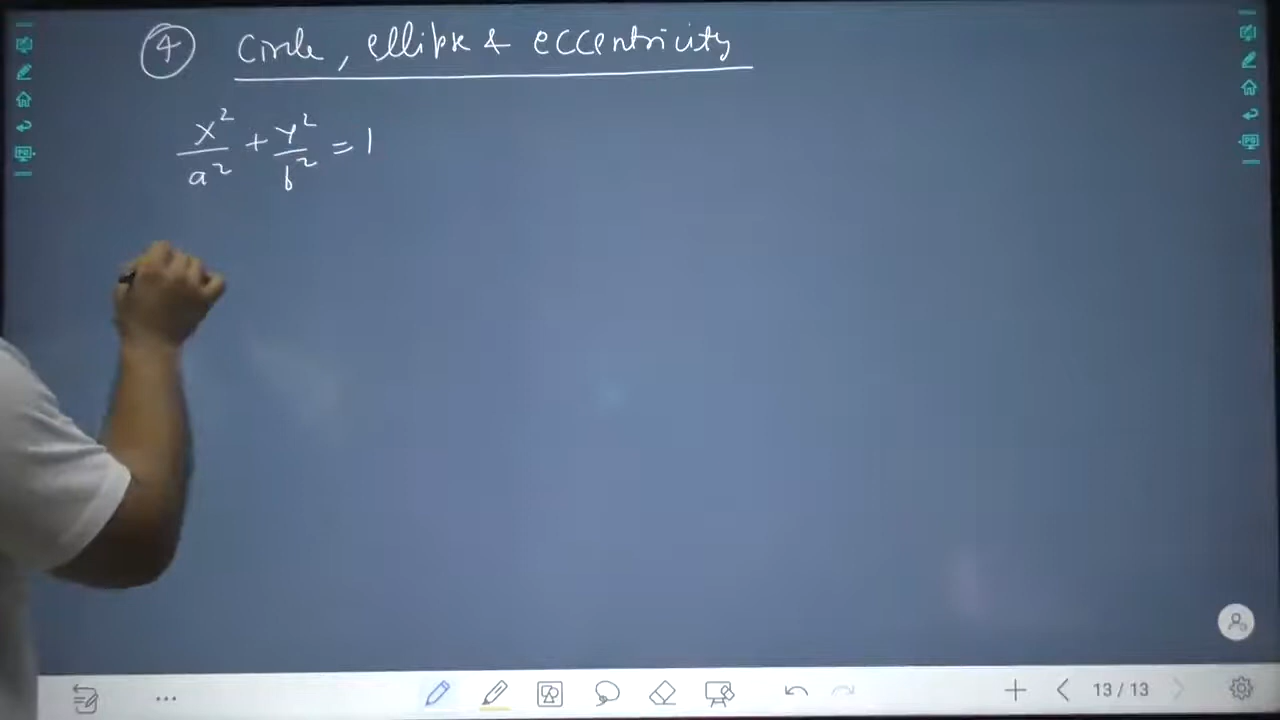 ④ Circle, ellipse & eccentricity
x²/a² + y²/b² = 1
13 / 13